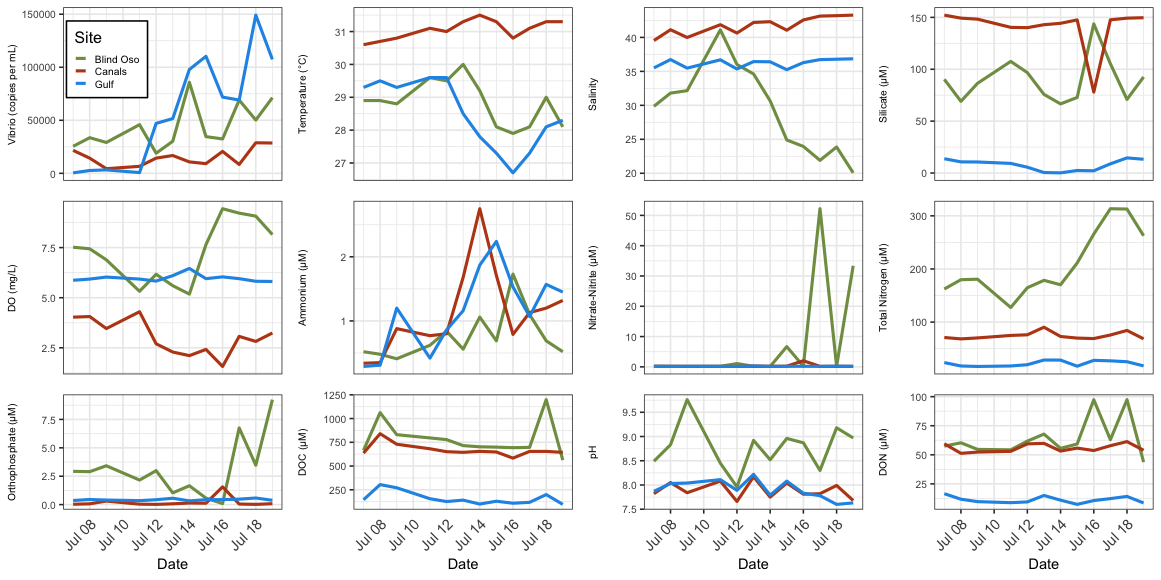 Vibrio (copies per mL)
150000
100000
50000
0
Site
Blind Oso
Canals
Gulf
Temperature (°C)
31
30
29
28
27
Salinity
40
35
30
25
20
Silicate (µM)
150
100
50
0
DO (mg/L)
7.5
5.0
2.5
Ammonium (µM)
2
1
Nitrate-Nitrite (µM)
50
40
30
20
10
0
Total Nitrogen (µM)
300
200
100
Orthophosphate (µM)
7.5
5.0
2.5
0.0
Jul 08
Jul 10
Jul 12
Jul 14
Jul 16
Jul 18
Date
DOC (µM)
1250
1000
750
500
250
Jul 08
Jul 10
Jul 12
Jul 14
Jul 16
Jul 18
Date
pH
9.5
9.0
8.5
8.0
7.5
Jul 08
Jul 10
Jul 12
Jul 14
Jul 16
Jul 18
Date
DON (µM)
100
75
50
25
Jul 08
Jul 10
Jul 12
Jul 14
Jul 16
Jul 18
Date